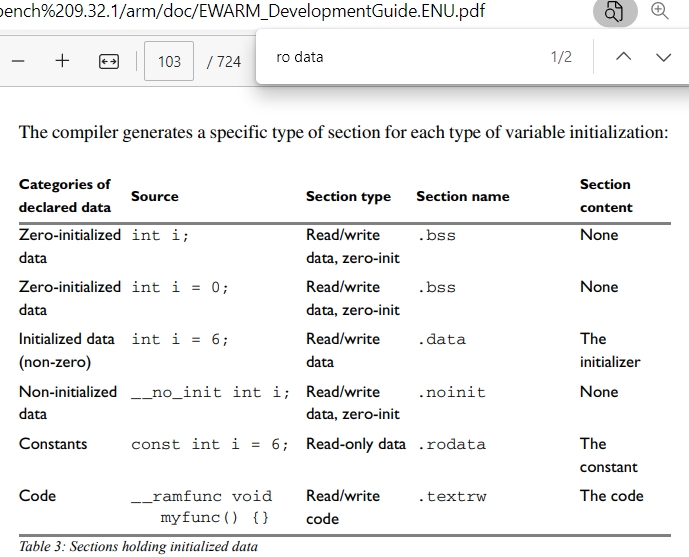 ench%209.32.1/arm/doc/EWARM_DevelopmentGuide.ENU.pdf
103 / 724
ro data 1/2
The compiler generates a specific type of section for each type of variable initialization:
Categories of declared data Source Section type Section name Section content
Zero-initialized data int i; Read/write data, zero-init .bss None
Zero-initialized data int i = 0; Read/write data, zero-init .bss None
Initialized data (non-zero) int i = 6; Read/write data .data The initializer
Non-initialized data __no_init int i; Read/write data, zero-init .noinit None
Constants const int i = 6; Read-only data .rodata The constant
Code __ramfunc void myfunc() {} Read/write code .textrw The code
Table 3: Sections holding initialized data